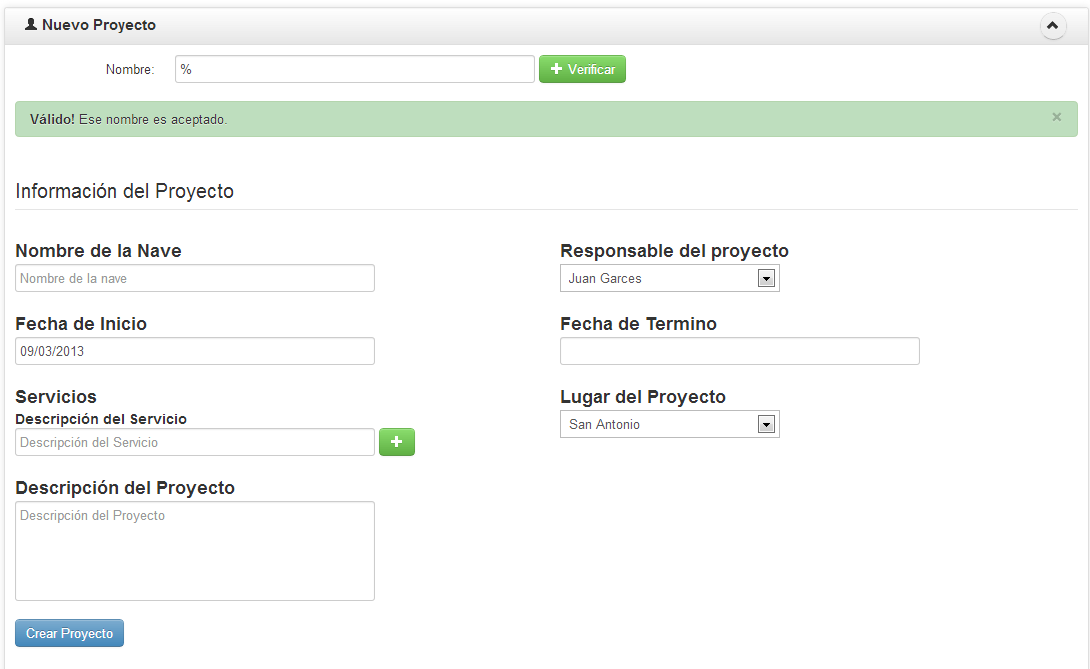 Nuevo Proyecto
Nombre: % Verificar
Válido! Ese nombre es aceptado. ×
Información del Proyecto
Nombre de la Nave
Nombre de la nave
Responsable del proyecto
Juan Garces
Fecha de Inicio
09/03/2013
Fecha de Termino
Servicios
Descripción del Servicio
Descripción del Servicio
Lugar del Proyecto
San Antonio
Descripción del Proyecto
Descripción del Proyecto
Crear Proyecto